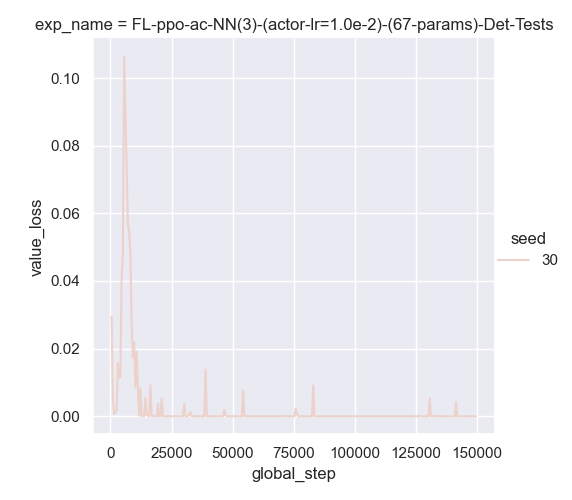 exp_name = FL-ppo-ac-NN(3)-(actor-lr=1.0e-2)-(67-params)-Det-Tests
0.10
0.08
0.06
0.04
0.02
0.00
value_loss
0 25000 50000 75000 100000 125000 150000
global_step
seed
30